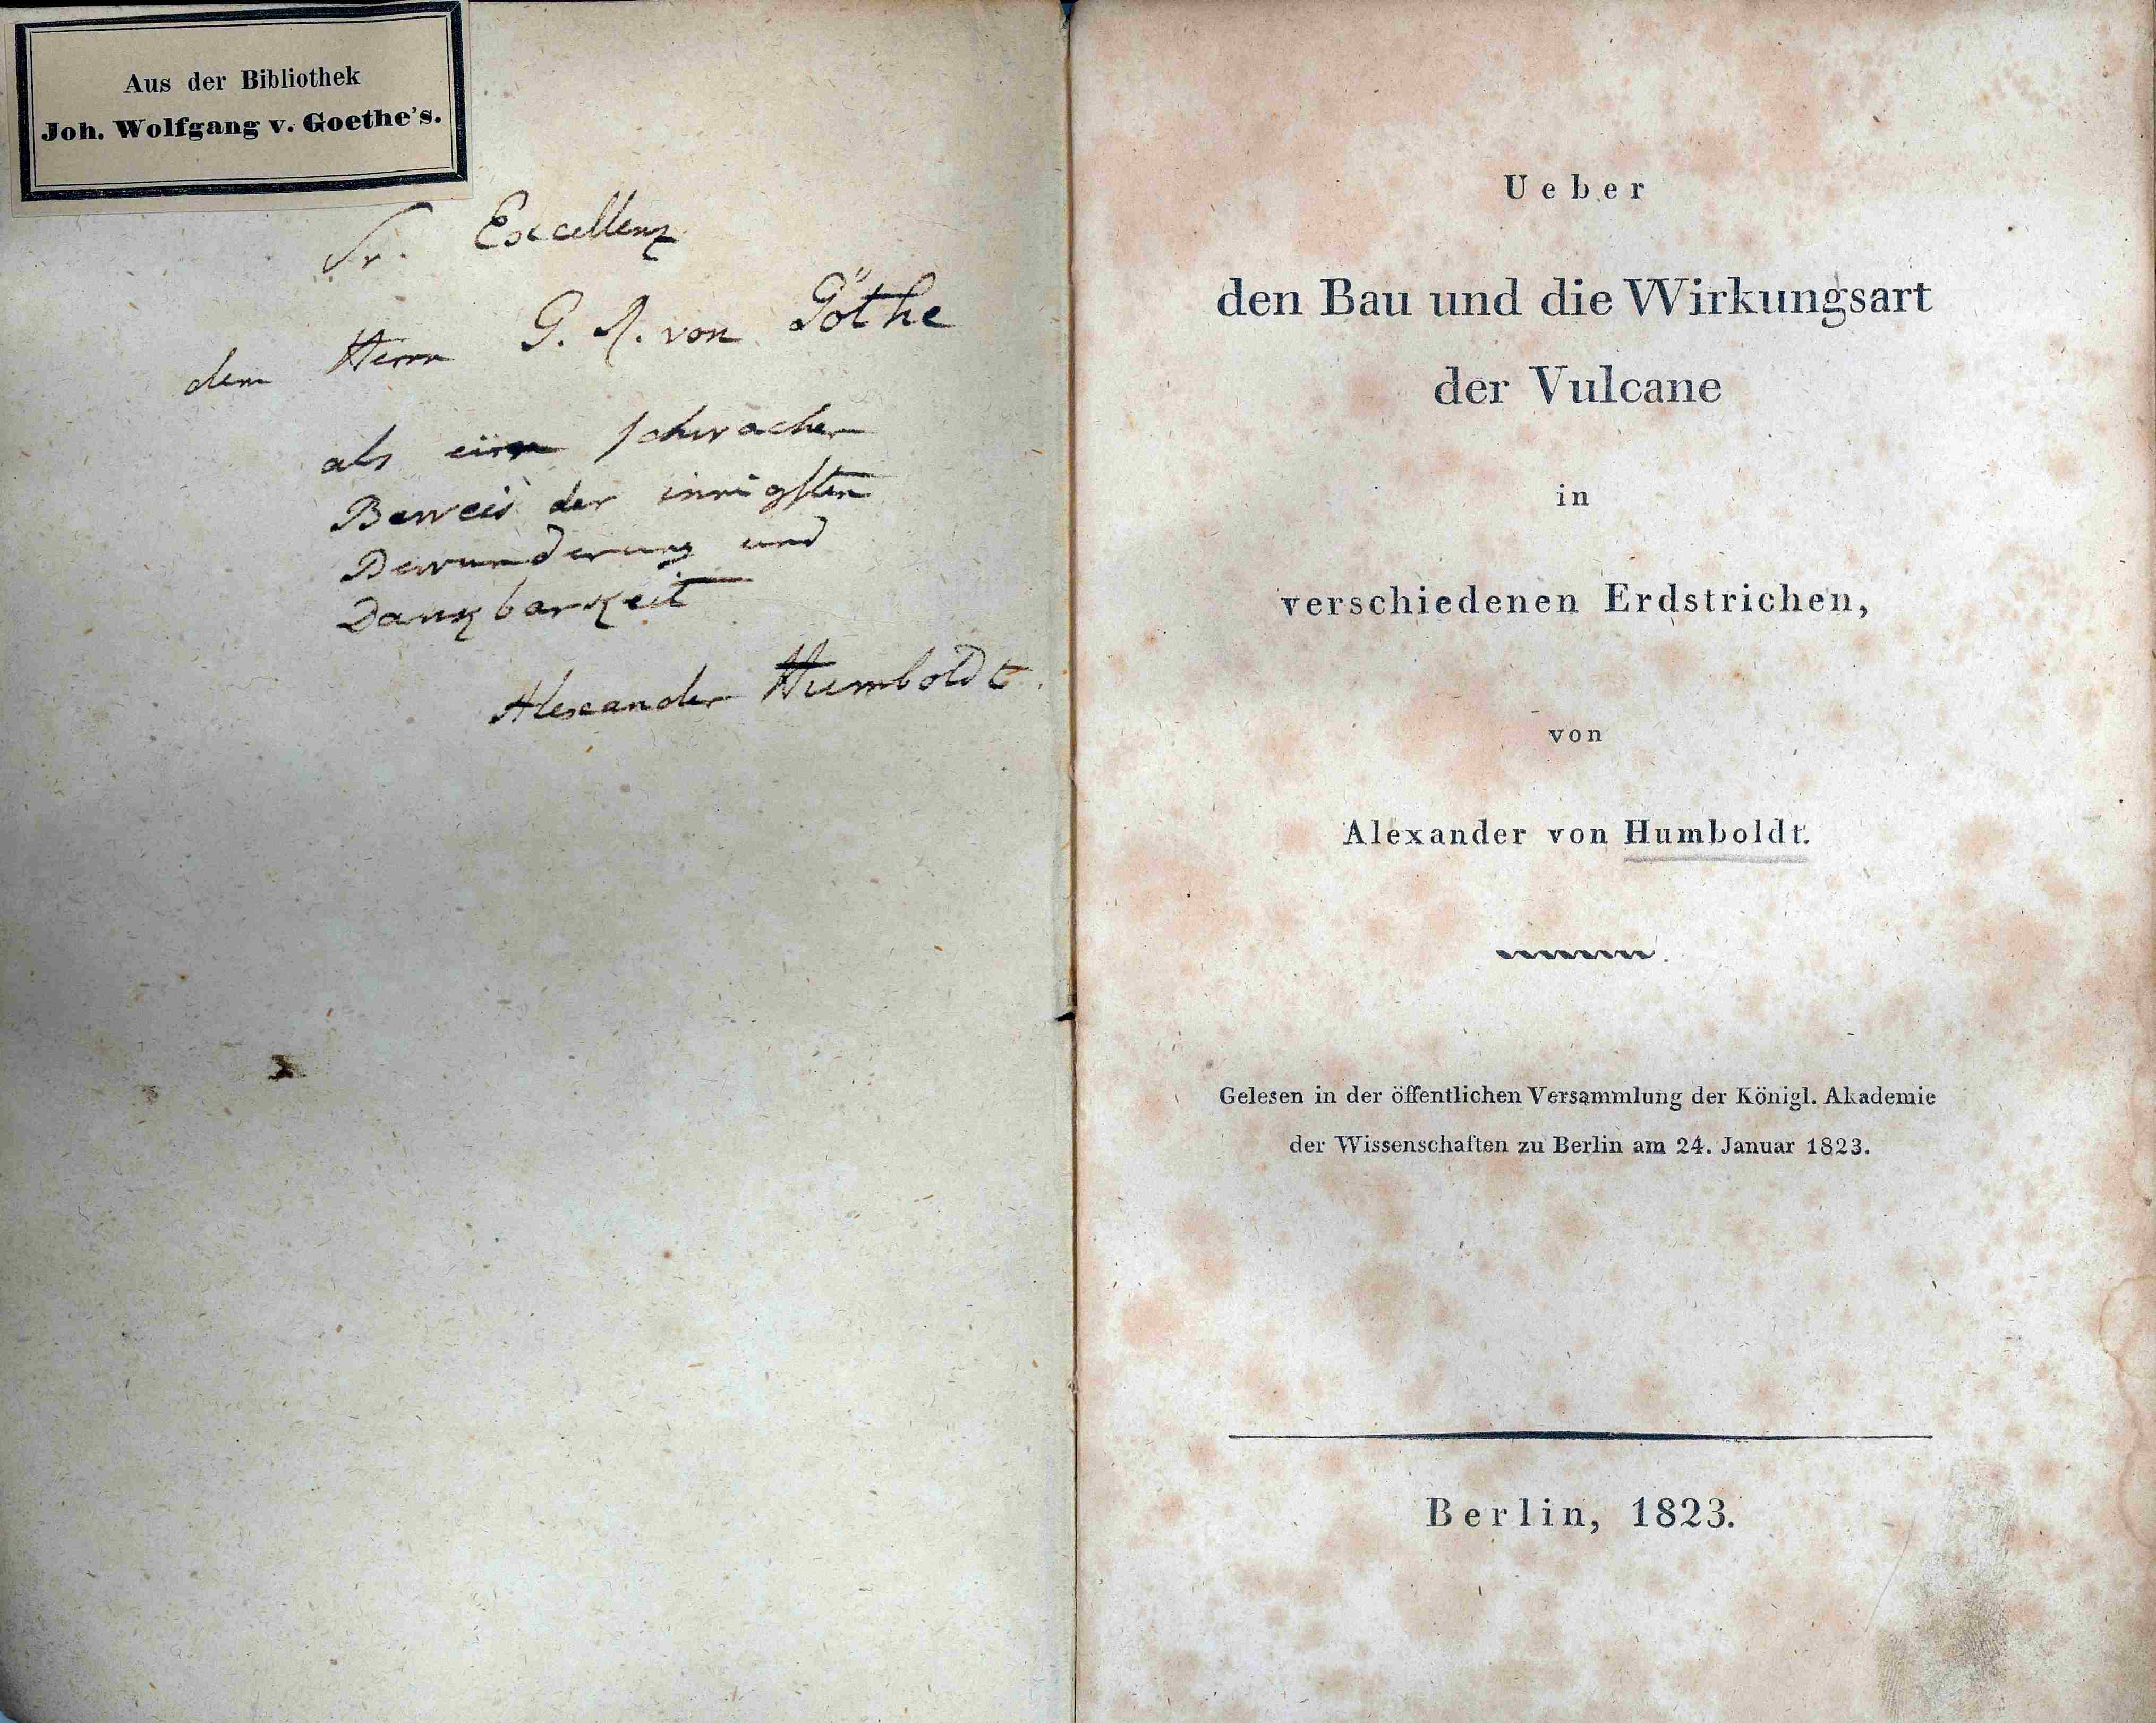 Aus der Bibliothek
Joh. Wolfgang v. Goethe's.
Sr. Excellenz
dem Herrn G. R. von Göthe
als ein schwacher
Beweis der innigsten
Bewunderung und
Dankbarkeit
Alexander Humboldt.
Ueber
den Bau und die Wirkungsart
der Vulcane
in
verschiedenen Erdstrichen,
von
Alexander von Humboldt.
Gelesen in der öffentlichen Versammlung der Königl. Akademie
der Wissenschaften zu Berlin am 24. Januar 1823.
Berlin, 1823.